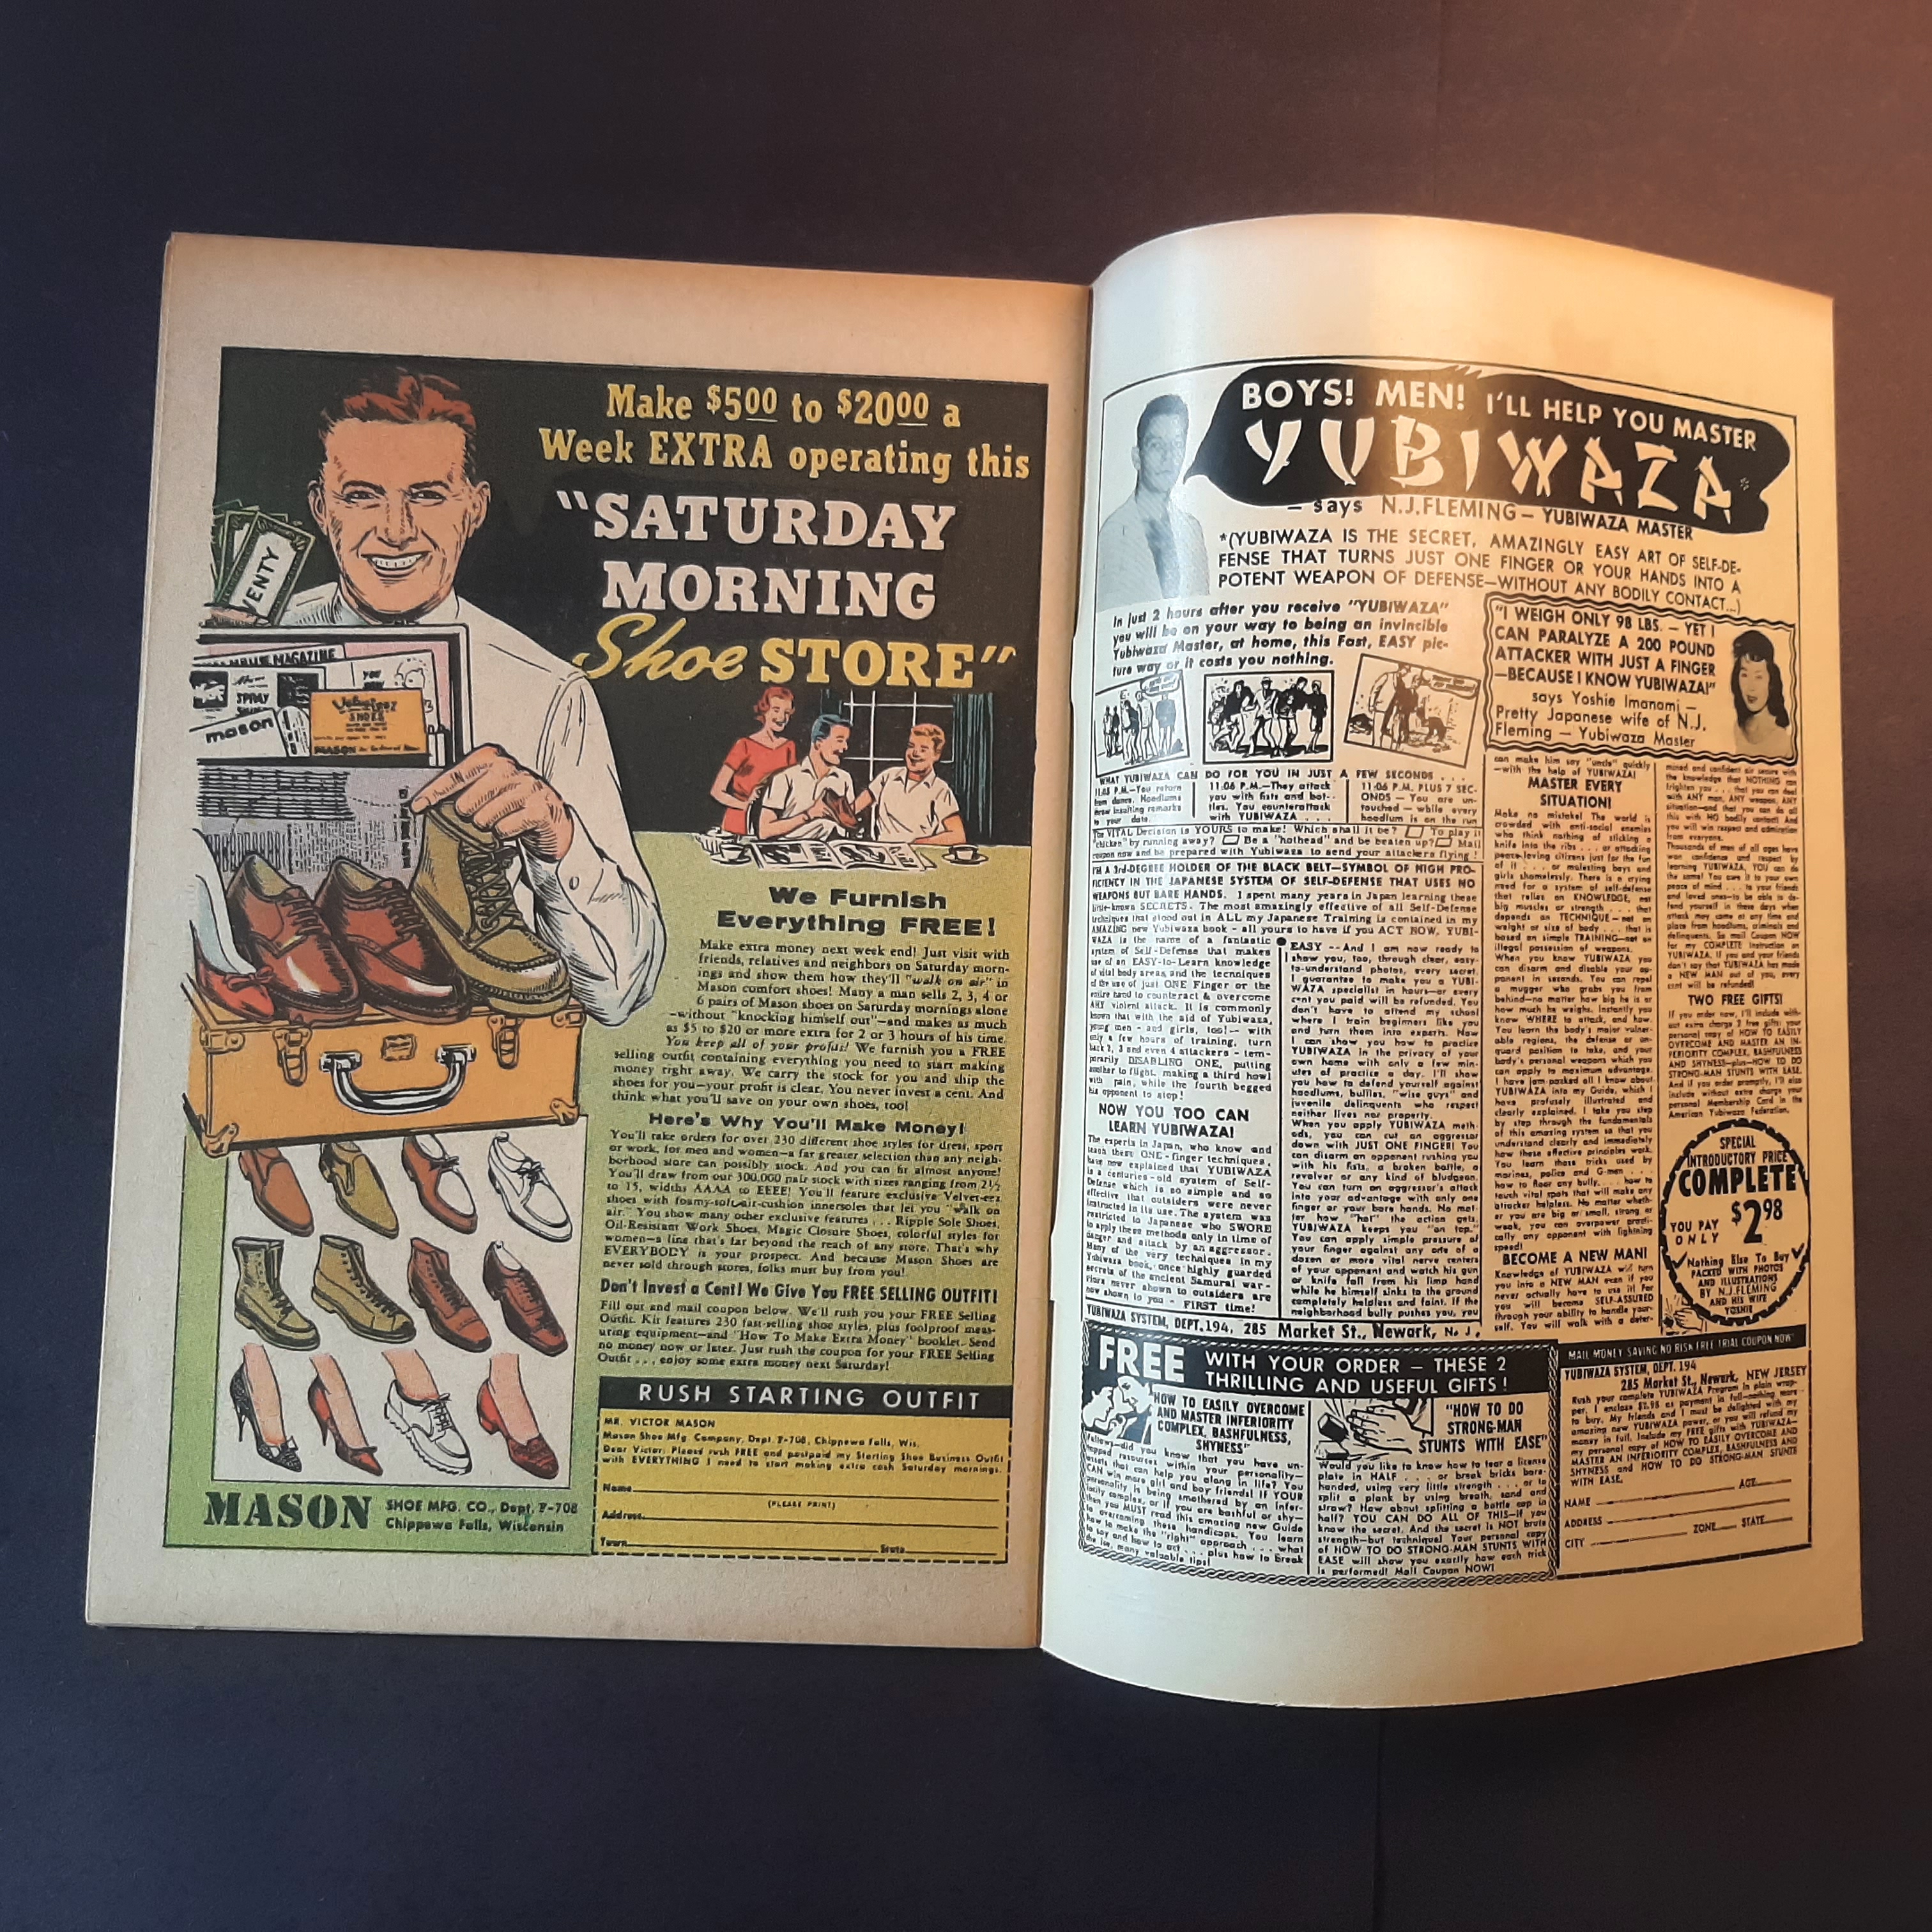 Make $5.00 to $20.00 a
Week EXTRA operating this
"SATURDAY
MORNING
Shoe STORE"
We Furnish
Everything FREE!
Make extra money next week end! Just visit with
friends, relatives and neighbors on Saturday morn-
ings and show them how they'll "walk on air" in
Mason comfort shoes! Many a man sells 2, 3, 4 or
6 pairs of Mason shoes on Saturday mornings alone
—without "knocking himself out"—and makes as much
as $5 to $20 or more extra for 2 or 3 hours of his time.
You keep all of your profits! We furnish you a FREE
selling outfit containing everything you need to start making
money right away. We carry the stock for you and ship the
shoes for you—your profit is clear. You never invest a cent. And
think what you'll save on your own shoes, too!
Here's Why You'll Make Money!
You'll take orders for over 230 different shoe styles for dress, sport
or work, for men and women—a far greater selection than any neigh-
borhood store can possibly stock. And you can fit almost anyone!
You'll draw from our 300,000 pair stock with sizes ranging from 2½
to 15, widths AAAA to EEEE! You'll feature exclusive Velvet-eez
shoes with foamy-soft air-cushion innersoles that let you "walk on
air." You show many other exclusive features . . . Ripple Sole Shoes,
Oil-Resistant Work Shoes, Magic Closure Shoes, colorful styles for
women—a line that's far beyond the reach of any store. That's why
EVERYBODY is your prospect. And because Mason Shoes are
never sold through stores, folks must buy from you!
Don't Invest a Cent! We Give You FREE SELLING OUTFIT!
Fill out and mail coupon below. We'll rush you your FREE Selling
Outfit. Kit features 230 fast-selling shoe styles, plus foolproof meas-
uring equipment—and "How To Make Extra Money" booklet. Send
no money now or later. Just rush the coupon for your FREE Selling
Outfit . . . enjoy some extra money next Saturday!
VENTY
MAGAZINE
SPRAY
mason
Velvet-eez
SHOES
MASON
MASON SHOE MFG. CO., Dept. F-708
Chippewa Falls, Wisconsin
RUSH STARTING OUTFIT
MR. VICTOR MASON
Mason Shoe Mfg. Company, Dept. F-708, Chippewa Falls, Wis.
Dear Victor: Please rush FREE and postpaid my Starting Shoe Business Outfit
with EVERYTHING I need to start making extra cash Saturday mornings.
Name
(PLEASE PRINT)
Address
Town State
BOYS! MEN! I'LL HELP YOU MASTER
YUBIWAZA*
— says N.J.FLEMING— YUBIWAZA MASTER
*(YUBIWAZA IS THE SECRET, AMAZINGLY EASY ART OF SELF-DE-
FENSE THAT TURNS JUST ONE FINGER OR YOUR HANDS INTO A
POTENT WEAPON OF DEFENSE—WITHOUT ANY BODILY CONTACT...)
In just 2 hours after you receive "YUBIWAZA"
you will be on your way to being an invincible
Yubiwaza Master, at home, this Fast, EASY pic-
ture way or it costs you nothing.
"I WEIGH ONLY 98 LBS. — YET I
CAN PARALYZE A 200 POUND
ATTACKER WITH JUST A FINGER
—BECAUSE I KNOW YUBIWAZA!"
says Yoshie Imanami —
Pretty Japanese wife of N.J.
Fleming — Yubiwaza Master
WHAT YUBIWAZA CAN DO FOR YOU IN JUST A FEW SECONDS . . .
11:05 P.M.—You return
from dance. Hoodlums
throw insulting remarks
to your date.
11:06 P.M.—They attack
you with fists and bot-
tles. You counterattack
with YUBIWAZA . . .
11:06 P.M. PLUS 7 SEC-
ONDS — You are un-
touched — while every
hoodlum is on the run
The VITAL Decision is YOURS to make! Which shall it be? To play it
"chicken" by running away? Be a "hothead" and be beaten up? Mail
coupon now and be prepared with Yubiwaza to send your attackers flying!
I'M A 3rd-DEGREE HOLDER OF THE BLACK BELT—SYMBOL OF HIGH PRO-
FICIENCY IN THE JAPANESE SYSTEM OF SELF-DEFENSE THAT USES NO
WEAPONS BUT BARE HANDS. I spent many years in Japan learning these
little-known SECRETS. The most amazingly effective of all Self-Defense
techniques that stood out in ALL my Japanese Training is contained in my
AMAZING new Yubiwaza book - all yours to have if you ACT NOW. YUBI-
WAZA is the name of a fantastic
system of Self-Defense that makes
use of an EASY-to-Learn knowledge
of vital body areas, and the techniques
of the use of just ONE Finger or the
entire hand to counteract & overcome
ANY violent attack. It is commonly
known that with the aid of Yubiwaza,
young men - and girls, too!— with
only a few hours of training, turn
back 2, 3 and even 4 attackers - tem-
porarily DISABLING ONE, putting
another to flight, making a third howl
with pain, while the fourth begged
his opponent to stop!
NOW YOU TOO CAN
LEARN YUBIWAZA!
The experts in Japan, who know and
teach these ONE-finger techniques,
have now explained that YUBIWAZA
is a centuries-old system of Self-
Defense which is so simple and so
effective that outsiders were never
instructed in its use. The system was
restricted to Japanese who SWORE
to apply these methods only in time of
danger and attack by an aggressor.
Many of the very techniques in my
Yubiwaza book, once highly guarded
secrets of the ancient Samurai war-
riors never shown to outsiders are
now shown to you - FIRST time!
EASY -- And I am now ready to
show you, too, through clear, easy-
to-understand photos, every secret.
I guarantee to make you a YUBI-
WAZA specialist in hours—or every
cent you paid will be refunded. You
don't have to attend my school
where I train beginners like you
and turn them into experts. Now
I can show you how to practice
YUBIWAZA in the privacy of your
own home with only a few min-
utes of practice a day. I'll show
you how to defend yourself against
hoodlums, bullies, "wise guys" and
juvenile delinquents who respect
neither lives nor property.
When you apply YUBIWAZA meth-
ods, you can cut an aggressor
down with JUST ONE FINGER! You
can disarm an opponent rushing you
with his fists, a broken bottle, a
revolver or any kind of bludgeon.
You can turn an aggressor's attack
into your advantage with only one
finger or your bare hands. No mat-
ter how "hot" the action gets,
YUBIWAZA keeps you "on top."
You can apply simple pressure of
your finger against any one of a
dozen or more vital nerve centers
of your opponent and watch his gun
or knife fall from his limp hand
while he himself sinks to the ground
completely helpless and faint. If the
neighborhood bully pushes you, you
can make him say "uncle" quickly
—with the help of YUBIWAZA!
MASTER EVERY
SITUATION!
Make no mistake! The world is
crowded with anti-social enemies
who think nothing of sticking a
knife into the ribs . . . or attacking
peace-loving citizens just for the fun
of it . . . or molesting boys and
girls shamelessly. There is a crying
need for a system of self-defense
that relies on KNOWLEDGE, not
big muscles or strength . . . that
depends on TECHNIQUE—not on
weight or size of body . . . that is
based on simple TRAINING—not on
illegal possession of weapons.
When you know YUBIWAZA you
can disarm and disable your op-
ponent in seconds. You can repel
a mugger who grabs you from
behind—no matter how big he is or
how much he weighs. Instantly you
know WHERE to attack, and how.
You learn the body's major vulner-
able regions, the defense or on-
guard position to take, and your
body's personal weapons which you
can apply to maximum advantage.
I have jam-packed all I know about
YUBIWAZA into my Guide, which I
have profusely illustrated and
clearly explained. I take you step
by step through the fundamentals
of this amazing system so that you
understand clearly and immediately
how these effective principles work.
You learn those tricks used by
marines, police and G-men . . .
how to floor any bully . . . how to
touch vital spots that will make any
attacker helpless. No matter wheth-
er you are big or small, strong or
weak, you can overpower practi-
cally any opponent with lightning
speed!
BECOME A NEW MAN!
Knowledge of YUBIWAZA will turn
you into a NEW MAN even if you
never actually have to use it! For
you will become SELF-ASSURED
through your ability to handle your-
self. You will walk with a deter-
mined and confident air secure with
the knowledge that NOTHING can
frighten you . . . that you can deal
with ANY man, ANY weapon, ANY
situation—and that you can do all
this with NO bodily contact! And
you will win respect and admiration
from everyone.
Thousands of men of all ages have
won confidence and respect by
learning YUBIWAZA. YOU can do
the same! You owe it to your own
peace of mind . . . to your friends
and loved ones—to be able to de-
fend yourself in these days when
attack may come at any time and
place from hoodlums, criminals and
delinquents. So mail Coupon NOW
for my COMPLETE Instruction on
YUBIWAZA. If you and your friends
don't say that YUBIWAZA has made
a NEW MAN out of you, every
cent will be refunded!
TWO FREE GIFTS!
If you order now, I'll include with-
out extra charge 2 free gifts: your
personal copy of HOW TO EASILY
OVERCOME AND MASTER AN IN-
FERIORITY COMPLEX, BASHFULNESS
AND SHYNESS—plus—HOW TO DO
STRONG-MAN STUNTS WITH EASE.
And if you order promptly, I'll also
include without extra charge your
personal Membership Card in the
American Yubiwaza Federation.
SPECIAL
INTRODUCTORY PRICE
COMPLETE
YOU PAY
ONLY $2.98
Nothing Else To Buy
PACKED WITH PHOTOS
AND ILLUSTRATIONS
BY N.J.FLEMING
AND HIS WIFE
YOSHIE
YUBIWAZA SYSTEM, DEPT.194, 285 Market St., Newark, N. J.
FREE WITH YOUR ORDER — THESE 2
THRILLING AND USEFUL GIFTS!
"HOW TO EASILY OVERCOME
AND MASTER INFERIORITY
COMPLEX, BASHFULNESS,
SHYNESS"
Fellows—did you know that you have un-
tapped resources within your personality—
assets that can help you along in life? You
CAN win more girl and boy friends! IF YOUR
personality is being smothered by an infer-
iority complex, or if you are bashful or shy—
then you MUST read this amazing new Guide
to overcoming these handicaps. You learn
how to make the "right" approach . . . what
to say and how to act . . . plus how to break
the ice, many valuable tips!
"HOW TO DO
STRONG-MAN
STUNTS WITH EASE"
Would you like to know how to tear a license
plate in HALF . . . or break bricks bare-
handed, using very little strength . . . or to
split a plank by using breath, sand and
straw? How about splitting a bottle cap in
half? YOU CAN DO ALL OF THIS—if you
know the secret. And the secret is NOT brute
strength—but technique! Your personal copy
of HOW TO DO STRONG-MAN STUNTS WITH
EASE will show you exactly how each trick
is performed! Mail Coupon NOW!
MAIL MONEY SAVING NO RISK FREE TRIAL COUPON NOW
YUBIWAZA SYSTEM, DEPT. 194
285 Market St., Newark, NEW JERSEY
Rush your complete YUBIWAZA Program in plain wrap-
per. I enclose $2.98 as payment in full—nothing more
to buy. My friends and I must be delighted with my
amazing new YUBIWAZA power, or you will refund my
money in full. Include my FREE gifts with YUBIWAZA—
my personal copy of HOW TO EASILY OVERCOME AND
MASTER AN INFERIORITY COMPLEX, BASHFULNESS AND
SHYNESS and HOW TO DO STRONG-MAN STUNTS
WITH EASE.
NAME AGE
ADDRESS
CITY ZONE STATE